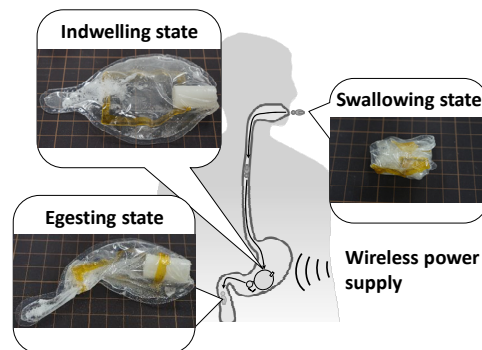 Indwelling state
Swallowing state
Egesting state
Wireless power
supply